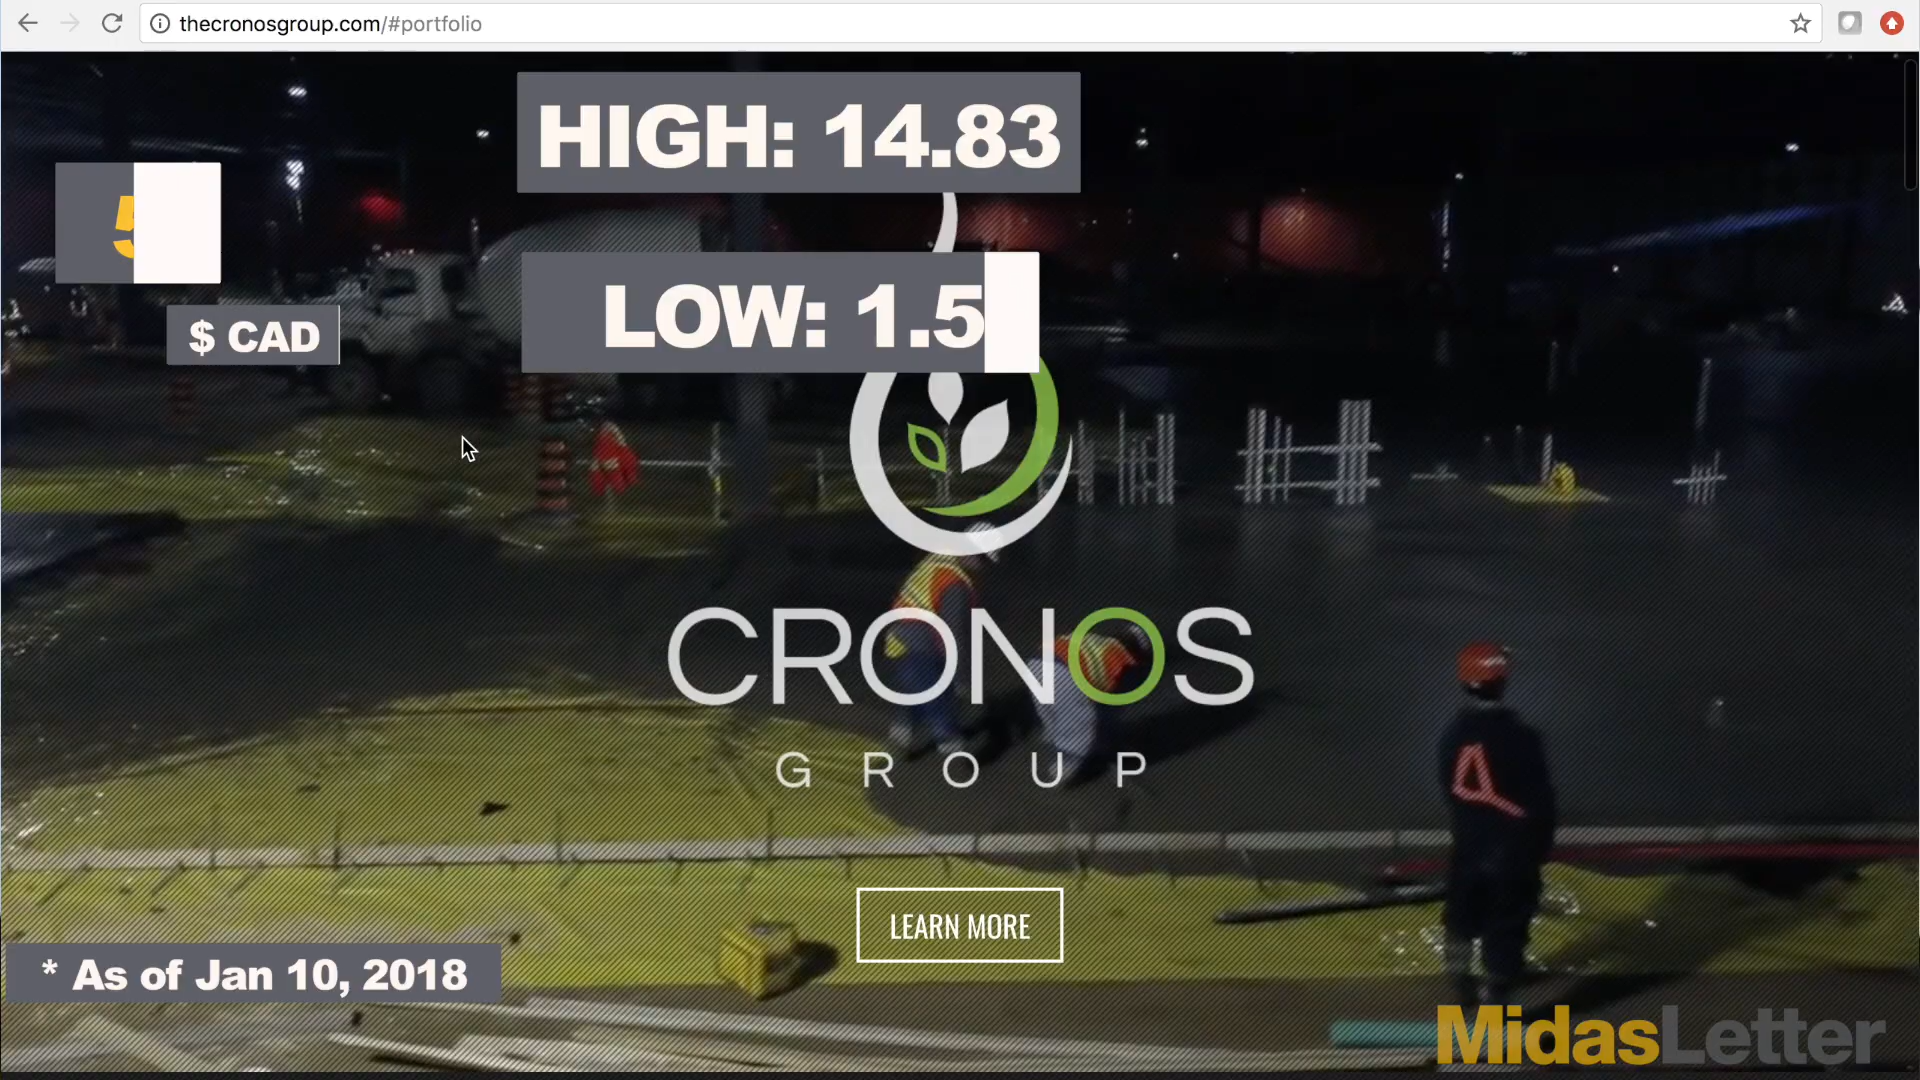 thecronosgroup.com/#portfolio
HIGH: 14.83
$ CAD
LOW: 1.5
CRONOS
GROUP
LEARN MORE
* As of Jan 10, 2018
MidasLetter